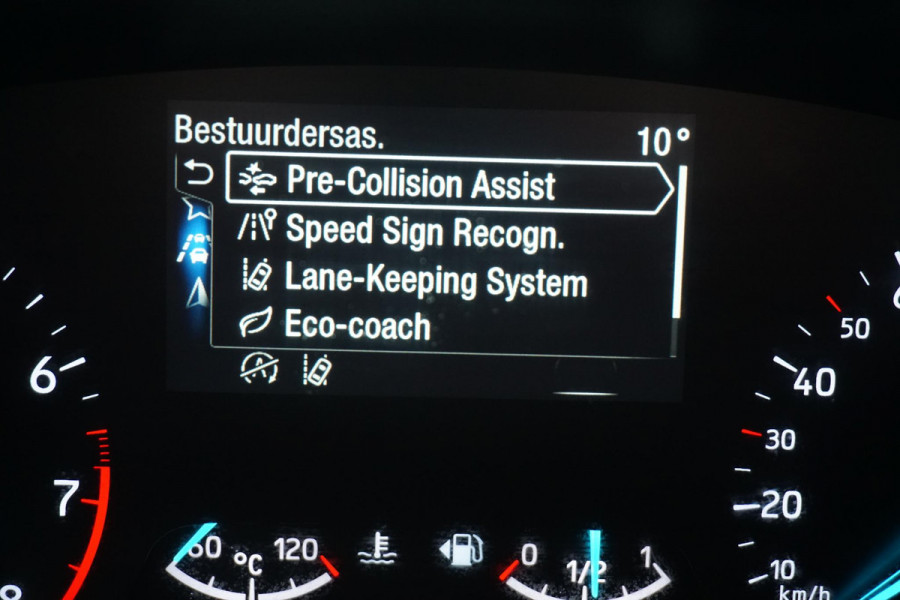 Bestuurdersas. 10°
Pre-Collision Assist
Speed Sign Recogn.
Lane-Keeping System
Eco-coach
6
7
8
50
40
30
20
10
km/h
60 °C 120
0 1/2 1